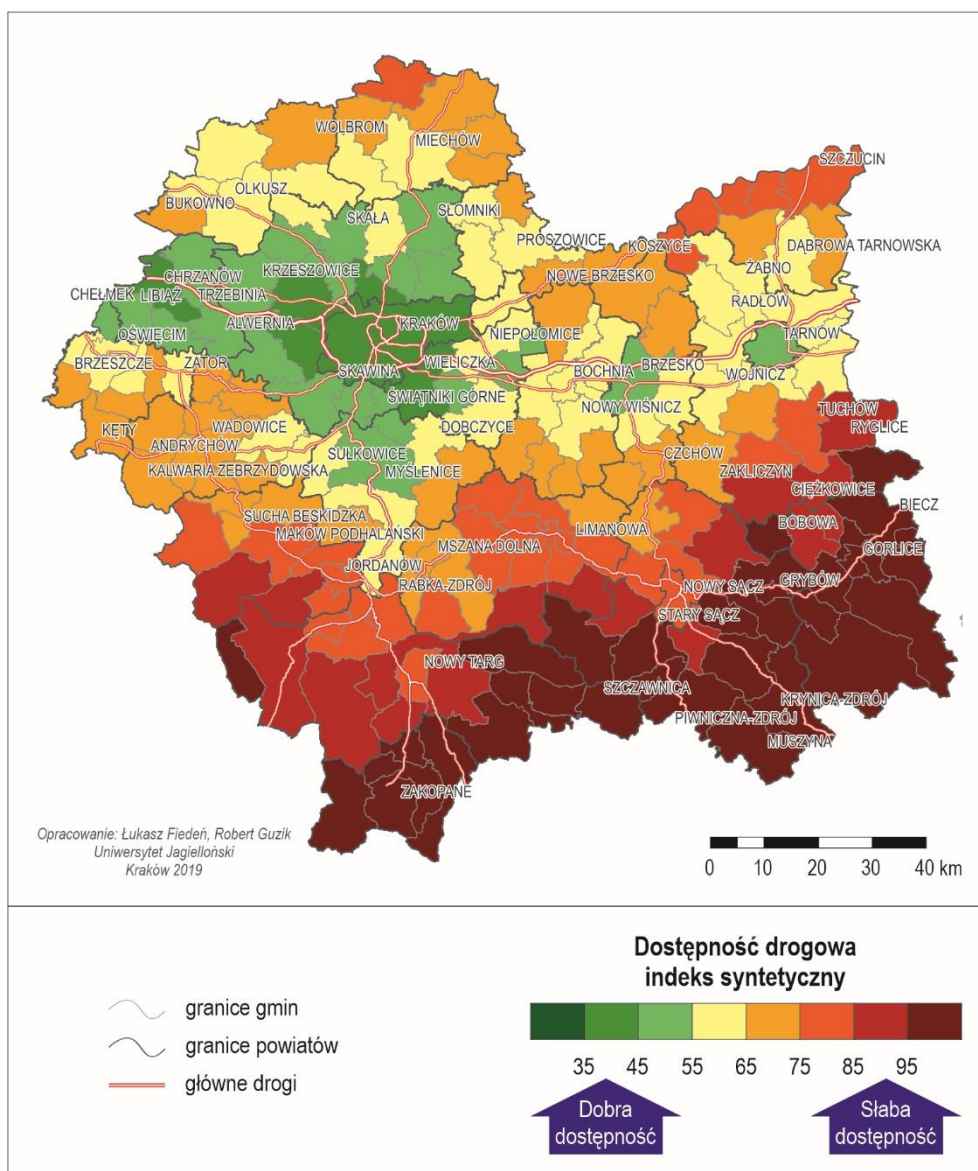 WOLBROM
MIECHÓW
SZCZUCIN
OLKUSZ
BUKOWNO
SKAŁA
SŁOMNIKI
PROSZOWICE
KOSZYCE
DĄBROWA TARNOWSKA
NOWE BRZESKO
ŻABNO
KRZESZOWICE
CHRZANÓW
CHEŁMEK
LIBIĄŻ
TRZEBINIA
RADŁÓW
ALWERNIA
KRAKÓW
OŚWIĘCIM
NIEPOŁOMICE
TARNÓW
BRZESZCZE
ZATOR
WIELICZKA
BOCHNIA
BRZESKO
SKAWINA
WOJNICZ
ŚWIĄTNIKI GÓRNE
NOWY WIŚNICZ
TUCHÓW
RYGLICE
KĘTY
WADOWICE
DOBCZYCE
ANDRYCHÓW
SUŁKOWICE
CZCHÓW
KALWARIA ZEBRZYDOWSKA
MYŚLENICE
ZAKLICZYN
CIĘŻKOWICE
BIECZ
SUCHA BESKIDZKA
MAKÓW PODHALAŃSKI
LIMANOWA
BOBOWA
MSZANA DOLNA
GORLICE
JORDANÓW
RABKA-ZDRÓJ
NOWY SĄCZ
GRYBÓW
STARY SĄCZ
NOWY TARG
SZCZAWNICA
KRYNICA-ZDRÓJ
PIWNICZNA-ZDRÓJ
MUSZYNA
ZAKOPANE
Opracowanie: Łukasz Fiedeń, Robert Guzik
Uniwersytet Jagielloński
Kraków 2019
0 10 20 30 40 km
granice gmin
granice powiatów
główne drogi
Dostępność drogowa
indeks syntetyczny
35 45 55 65 75 85 95
Dobra
dostępność
Słaba
dostępność